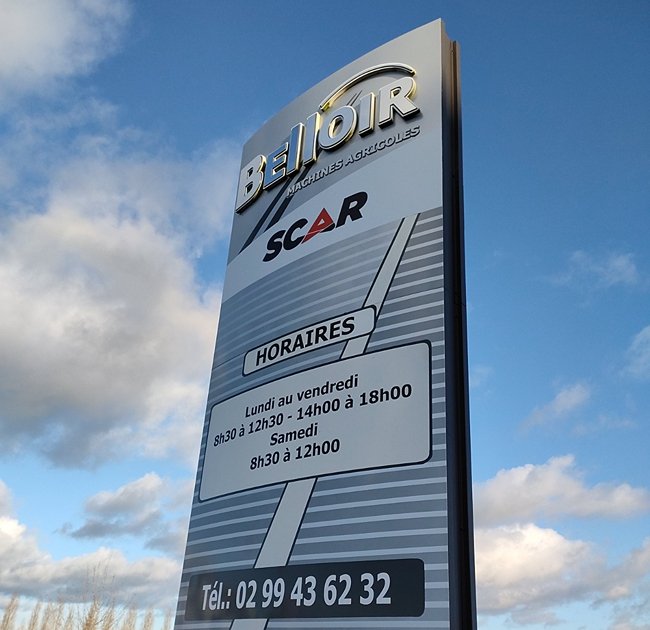 BELLOIR
MACHINES AGRICOLES
SCAR
HORAIRES
Lundi au vendredi
8h30 à 12h30 - 14h00 à 18h00
Samedi
8h30 à 12h00
Tél.: 02 99 43 62 32